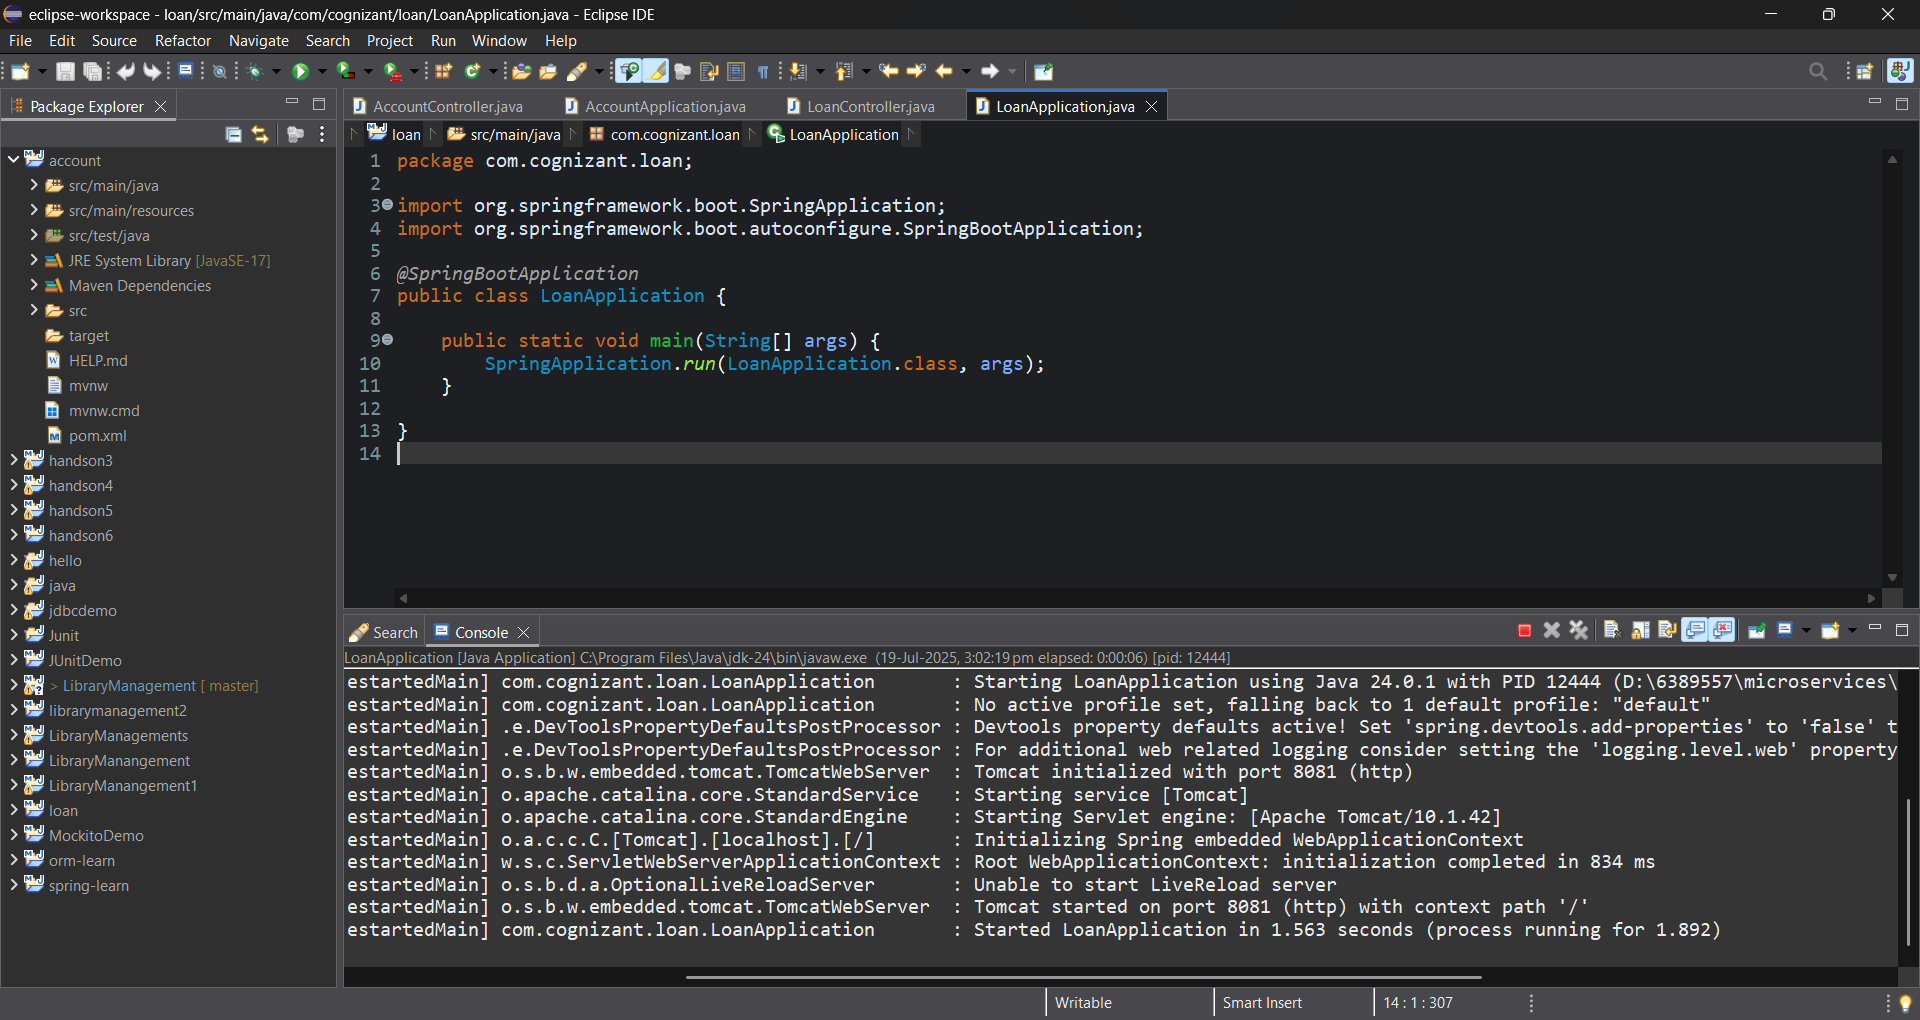 eclipse-workspace - loan/src/main/java/com/cognizant/loan/LoanApplication.java - Eclipse IDE
File Edit Source Refactor Navigate Search Project Run Window Help
Package Explorer
account
src/main/java
src/main/resources
src/test/java
JRE System Library [JavaSE-17]
Maven Dependencies
src
target
HELP.md
mvnw
mvnw.cmd
pom.xml
handson3
handson4
handson5
handson6
hello
java
jdbcdemo
Junit
JUnitDemo
> LibraryManagement [ master]
librarymanagement2
LibraryManagements
LibraryManangement
LibraryManangement1
loan
MockitoDemo
orm-learn
spring-learn
AccountController.java AccountApplication.java LoanController.java LoanApplication.java
loan src/main/java com.cognizant.loan LoanApplication
1 package com.cognizant.loan;
2
3 import org.springframework.boot.SpringApplication;
4 import org.springframework.boot.autoconfigure.SpringBootApplication;
5
6 @SpringBootApplication
7 public class LoanApplication {
8
9 public static void main(String[] args) {
10 SpringApplication.run(LoanApplication.class, args);
11 }
12
13 }
14
Search Console
LoanApplication [Java Application] C:\Program Files\Java\jdk-24\bin\javaw.exe (19-Jul-2025, 3:02:19 pm elapsed: 0:00:06) [pid: 12444]
estartedMain] com.cognizant.loan.LoanApplication : Starting LoanApplication using Java 24.0.1 with PID 12444 (D:\6389557\microservices\
estartedMain] com.cognizant.loan.LoanApplication : No active profile set, falling back to 1 default profile: "default"
estartedMain] .e.DevToolsPropertyDefaultsPostProcessor : Devtools property defaults active! Set 'spring.devtools.add-properties' to 'false' t
estartedMain] .e.DevToolsPropertyDefaultsPostProcessor : For additional web related logging consider setting the 'logging.level.web' property
estartedMain] o.s.b.w.embedded.tomcat.TomcatWebServer : Tomcat initialized with port 8081 (http)
estartedMain] o.apache.catalina.core.StandardService : Starting service [Tomcat]
estartedMain] o.apache.catalina.core.StandardEngine : Starting Servlet engine: [Apache Tomcat/10.1.42]
estartedMain] o.a.c.c.C.[Tomcat].[localhost].[/] : Initializing Spring embedded WebApplicationContext
estartedMain] w.s.c.ServletWebServerApplicationContext : Root WebApplicationContext: initialization completed in 834 ms
estartedMain] o.s.b.d.a.OptionalLiveReloadServer : Unable to start LiveReload server
estartedMain] o.s.b.w.embedded.tomcat.TomcatWebServer : Tomcat started on port 8081 (http) with context path '/'
estartedMain] com.cognizant.loan.LoanApplication : Started LoanApplication in 1.563 seconds (process running for 1.892)
Writable Smart Insert 14 : 1 : 307